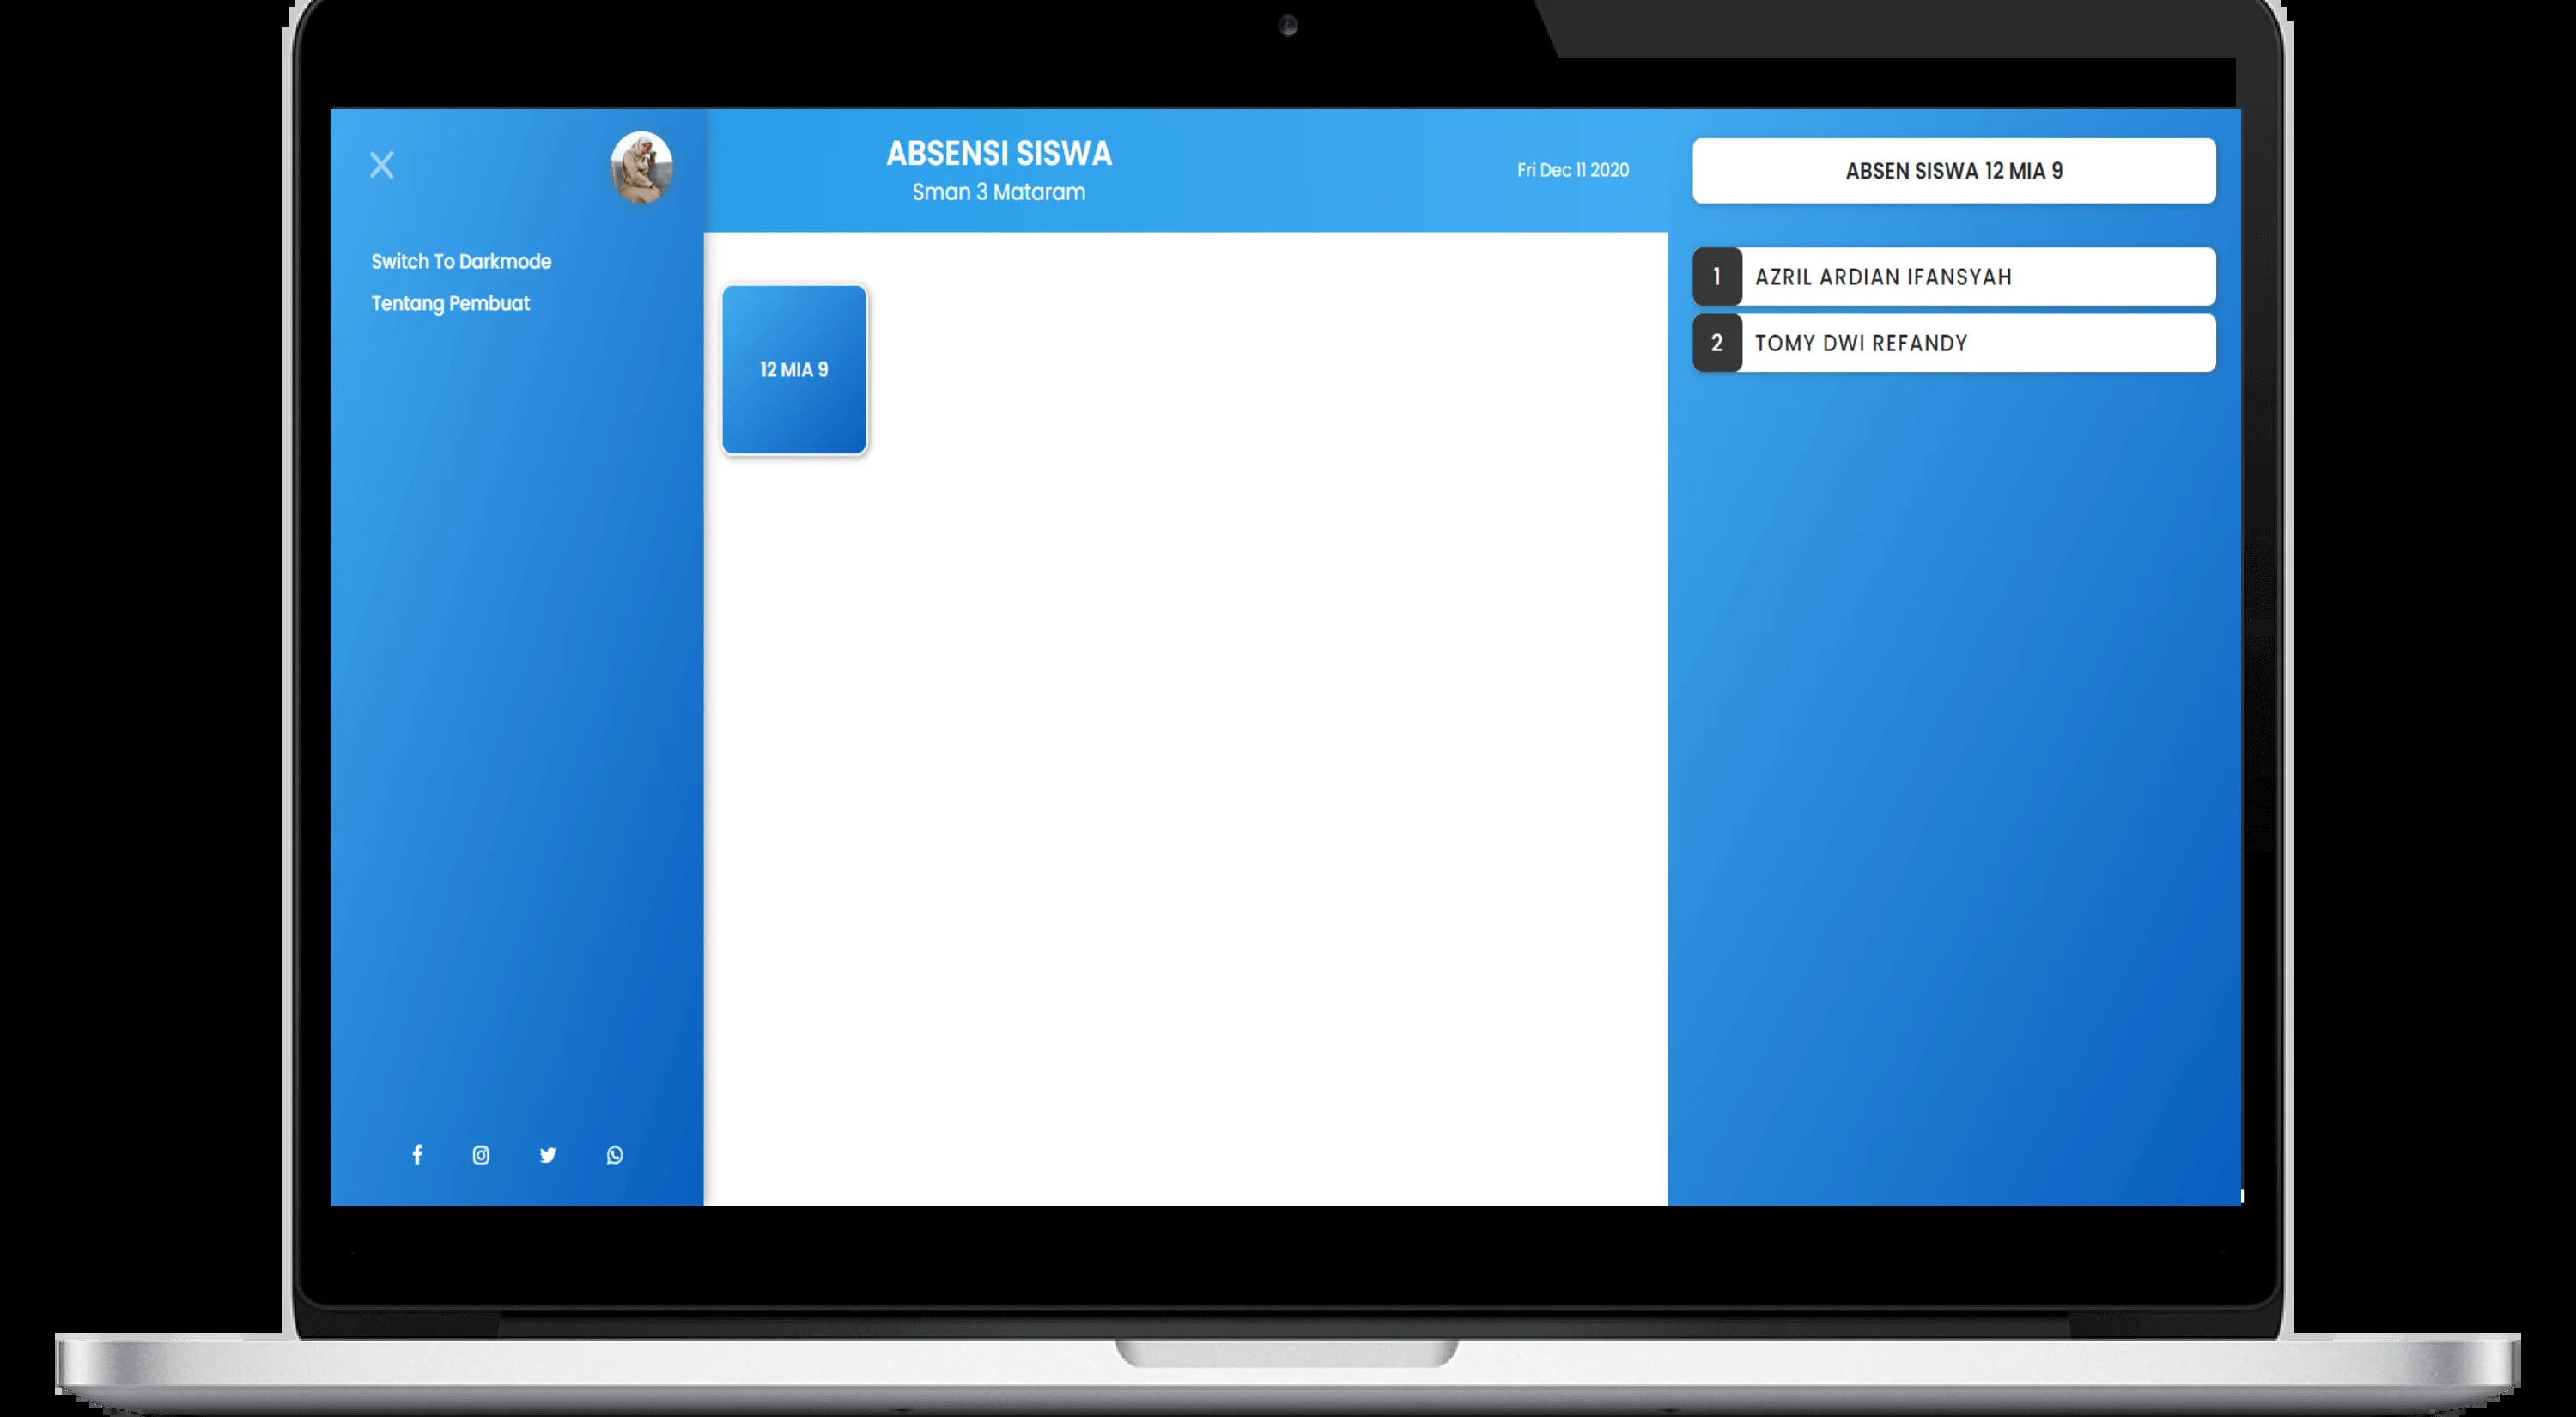 Switch To Darkmode
Tentang Pembuat
ABSENSI SISWA
Sman 3 Mataram
Fri Dec 11 2020
12 MIA 9
ABSEN SISWA 12 MIA 9
1 AZRIL ARDIAN IFANSYAH
2 TOMY DWI REFANDY